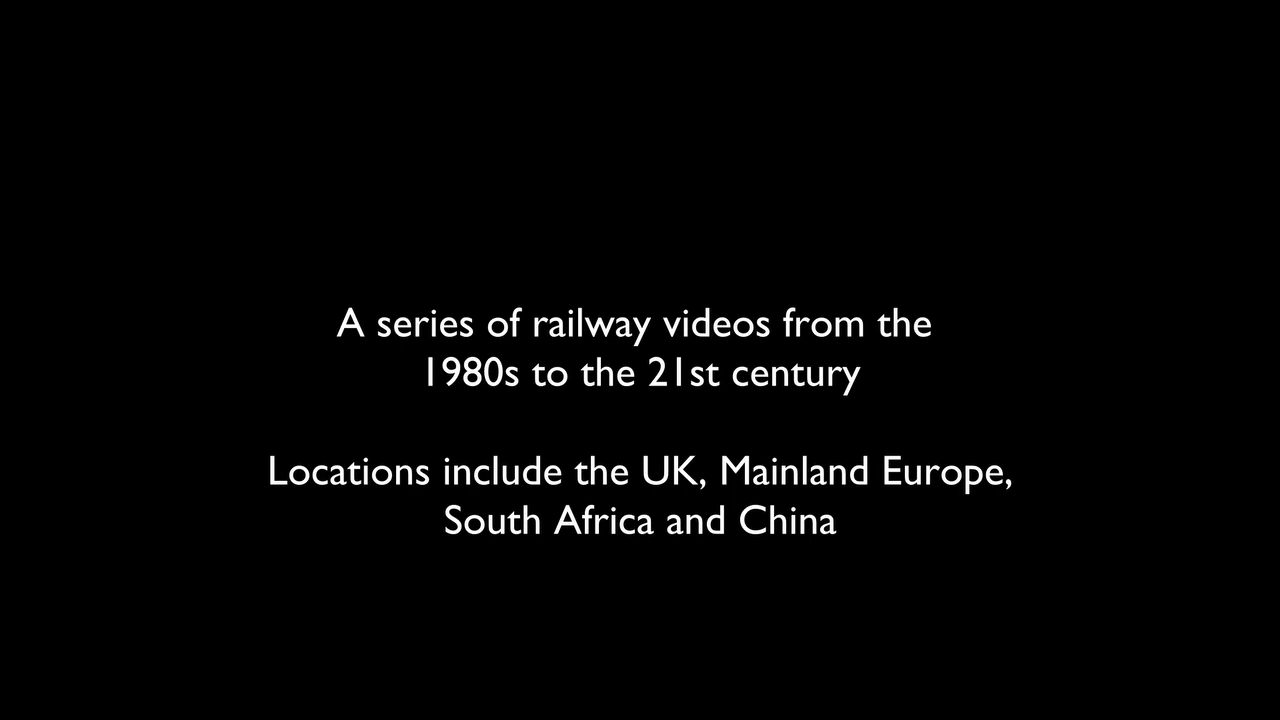 A series of railway videos from the
1980s to the 21st century
Locations include the UK, Mainland Europe,
South Africa and China